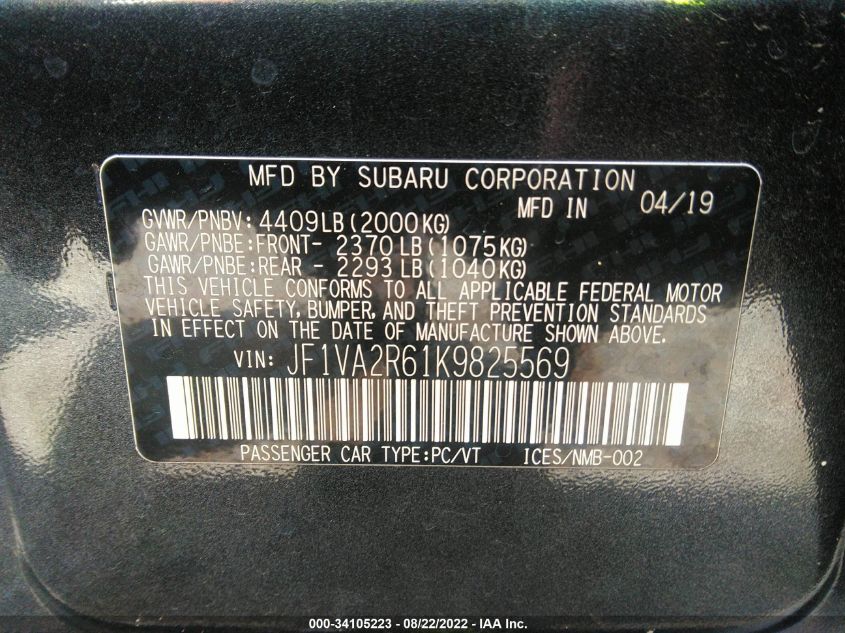 MFD BY SUBARU CORPORATION
MFD IN 04/19
GVWR/PNBV: 4409LB(2000KG)
GAWR/PNBE:FRONT- 2370LB(1075KG)
GAWR/PNBE:REAR - 2293LB(1040KG)
THIS VEHICLE CONFORMS TO ALL APPLICABLE FEDERAL MOTOR
VEHICLE SAFETY, BUMPER, AND THEFT PREVENTION STANDARDS
IN EFFECT ON THE DATE OF MANUFACTURE SHOWN ABOVE.
VIN: JF1VA2R61K9825569
PASSENGER CAR TYPE:PC/VT ICES/NMB-002
000-34105223 - 08/22/2022 - IAA Inc.